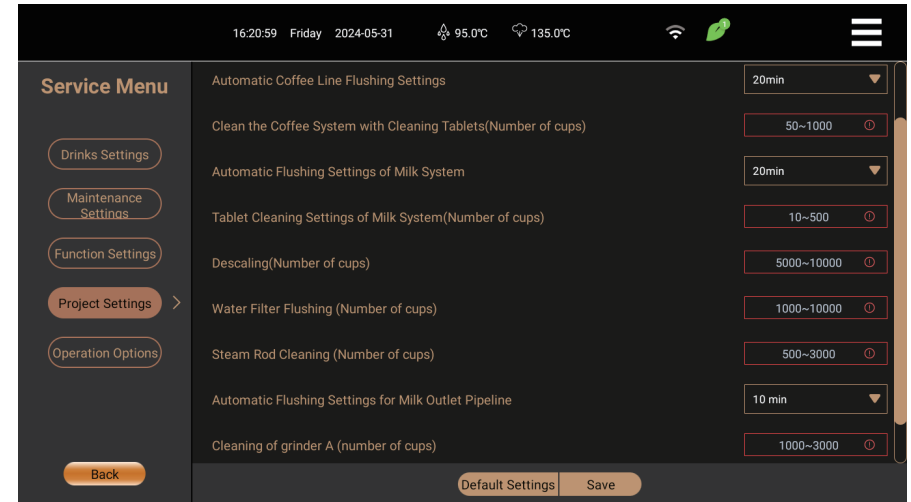 16:20:59 Friday 2024-05-31 95.0℃ 135.0℃ 1
Service Menu
Drinks Settings
Maintenance
Settings
Function Settings
Project Settings
Operation Options
Back
Automatic Coffee Line Flushing Settings 20min
Clean the Coffee System with Cleaning Tablets(Number of cups) 50~1000
Automatic Flushing Settings of Milk System 20min
Tablet Cleaning Settings of Milk System(Number of cups) 10~500
Descaling(Number of cups) 5000~10000
Water Filter Flushing (Number of cups) 1000~10000
Steam Rod Cleaning (Number of cups) 500~3000
Automatic Flushing Settings for Milk Outlet Pipeline 10 min
Cleaning of grinder A (number of cups) 1000~3000
Default Settings Save